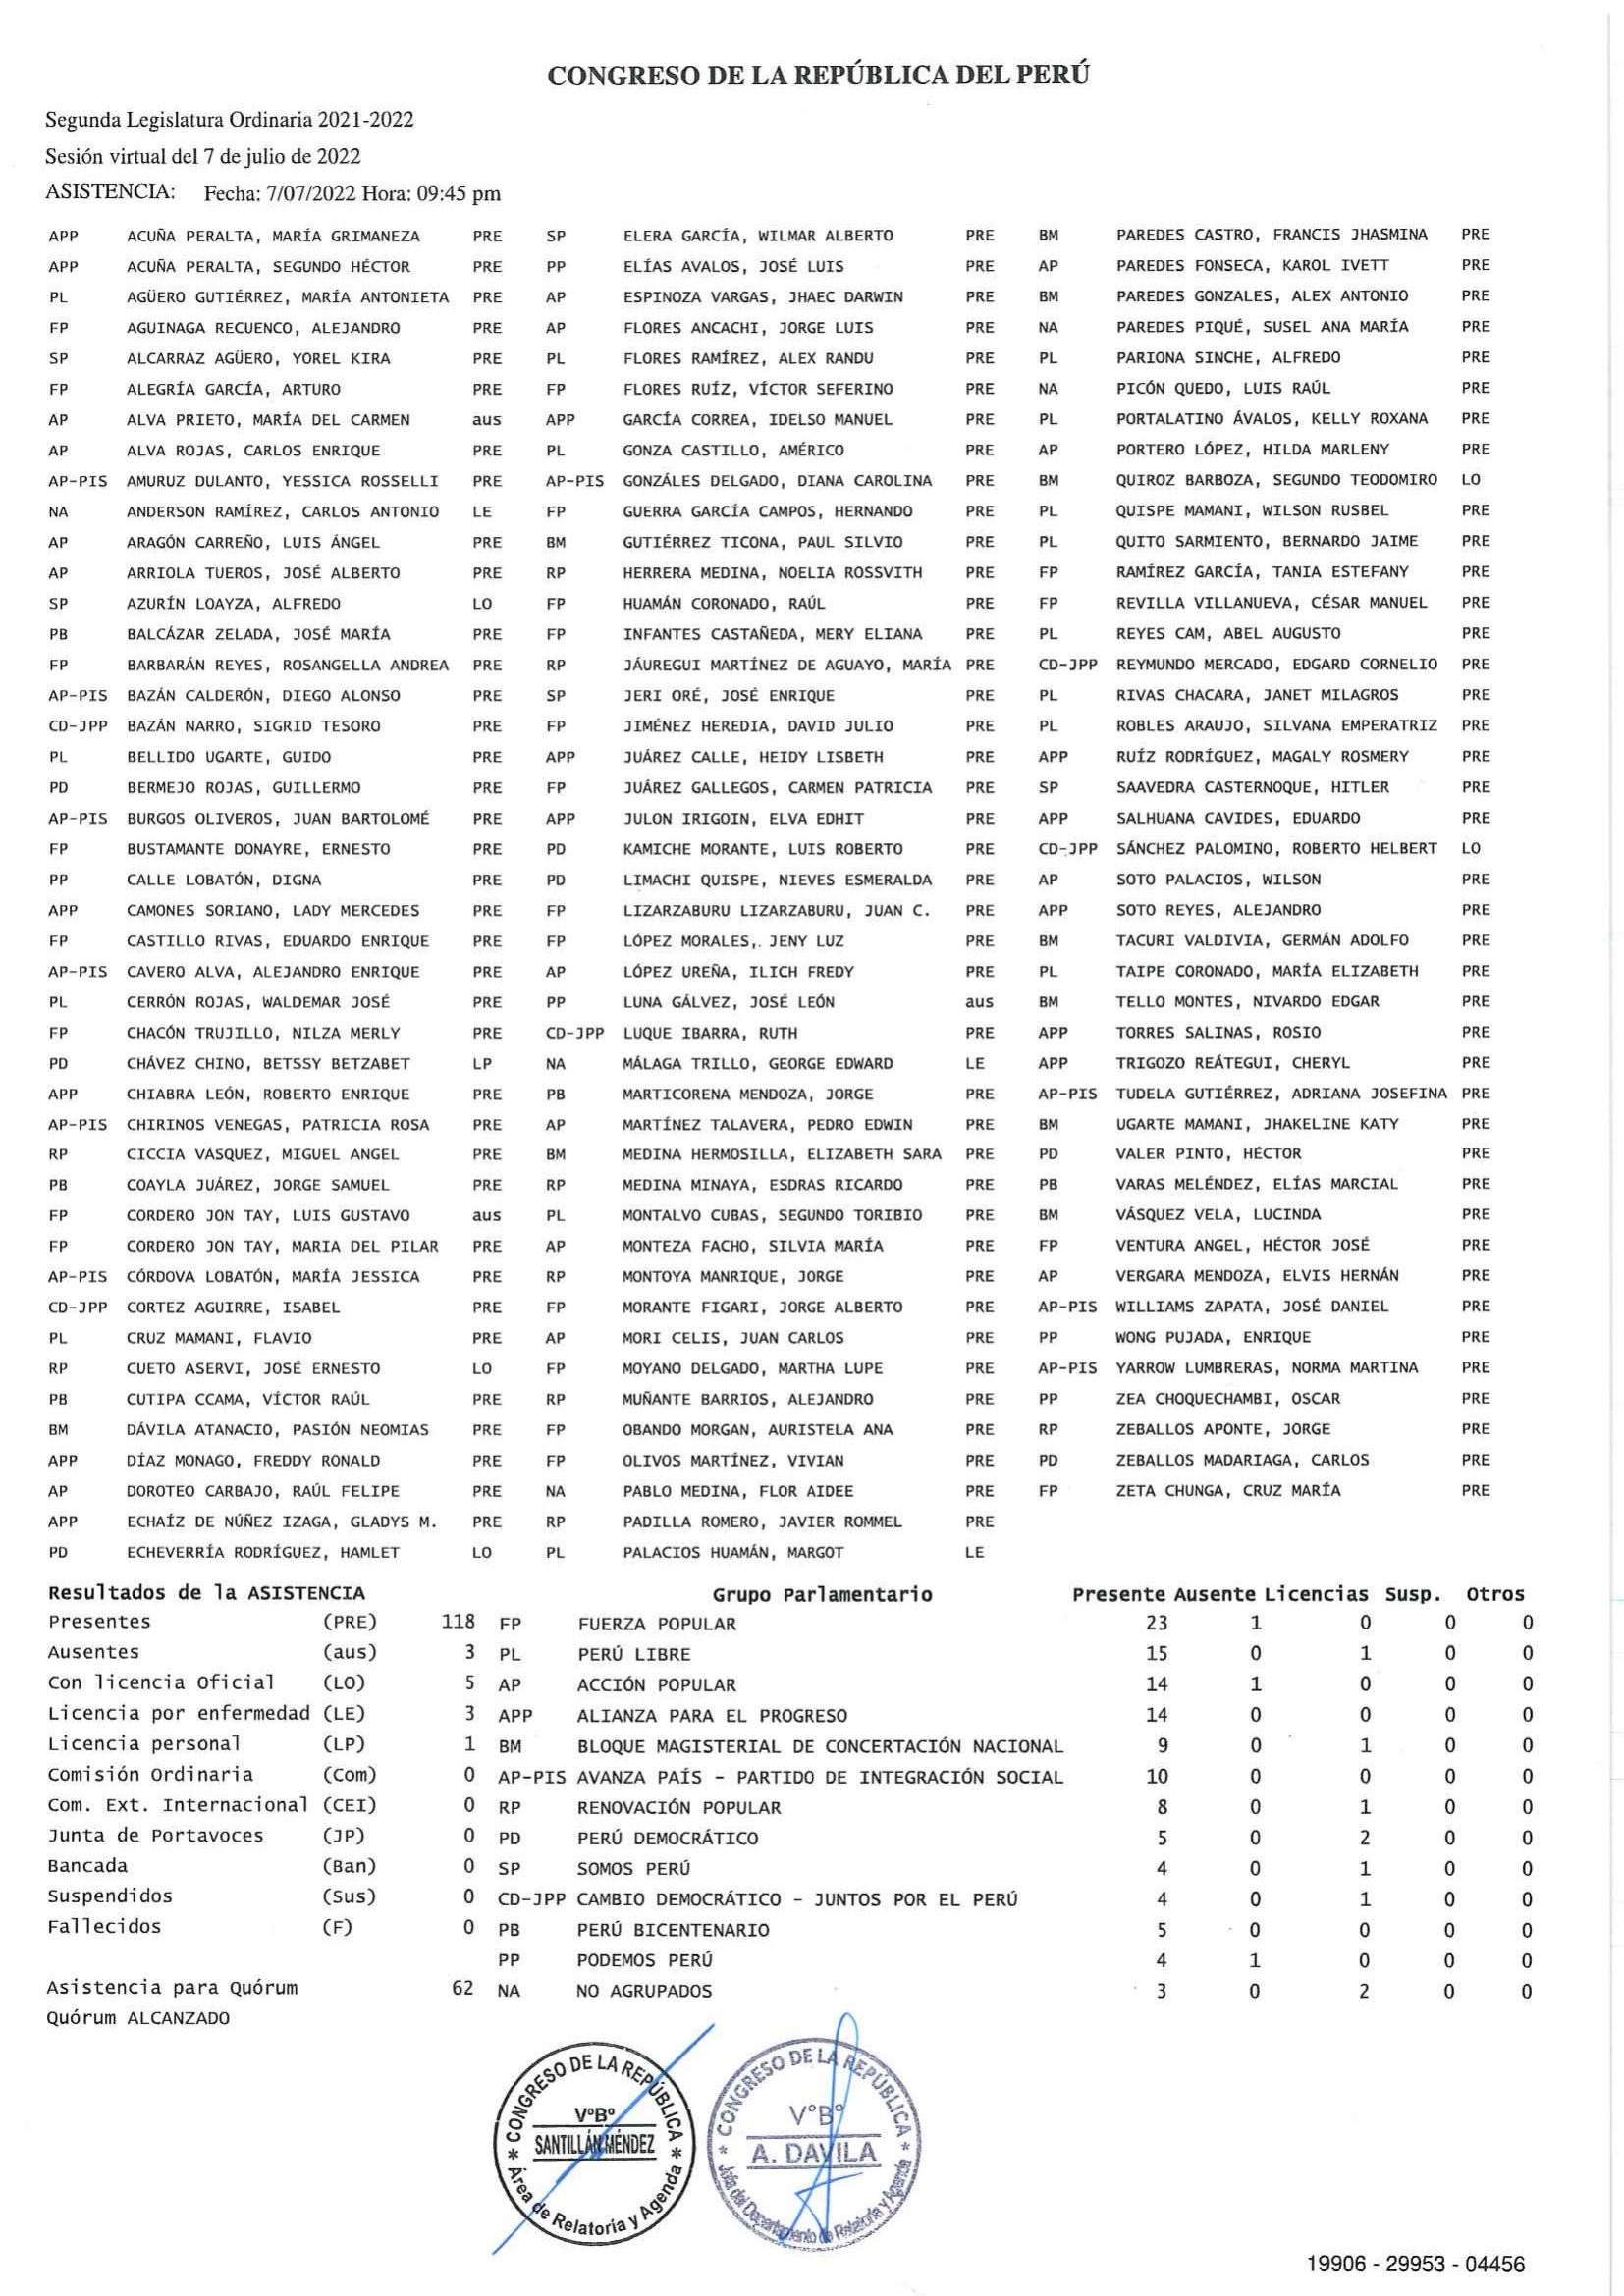 CONGRESO DE LA REPÚBLICA DEL PERÚ
Segunda Legislatura Ordinaria 2021-2022
Sesión virtual del 7 de julio de 2022
ASISTENCIA: Fecha: 7/07/2022 Hora: 09:45 pm
APP ACUÑA PERALTA, MARÍA GRIMANEZA PRE SP ELERA GARCÍA, WILMAR ALBERTO PRE BM PAREDES CASTRO, FRANCIS JHASMINA PRE
APP ACUÑA PERALTA, SEGUNDO HÉCTOR PRE PP ELÍAS AVALOS, JOSÉ LUIS PRE AP PAREDES FONSECA, KAROL IVETT PRE
PL AGÜERO GUTIÉRREZ, MARÍA ANTONIETA PRE AP ESPINOZA VARGAS, JHAEC DARWIN PRE BM PAREDES GONZALES, ALEX ANTONIO PRE
FP AGUINAGA RECUENCO, ALEJANDRO PRE AP FLORES ANCACHI, JORGE LUIS PRE NA PAREDES PIQUÉ, SUSEL ANA MARÍA PRE
SP ALCARRAZ AGÜERO, YOREL KIRA PRE PL FLORES RAMÍREZ, ALEX RANDU PRE PL PARIONA SINCHE, ALFREDO PRE
FP ALEGRÍA GARCÍA, ARTURO PRE FP FLORES RUÍZ, VÍCTOR SEFERINO PRE NA PICÓN QUEDO, LUIS RAÚL PRE
AP ALVA PRIETO, MARÍA DEL CARMEN aus APP GARCÍA CORREA, IDELSO MANUEL PRE PL PORTALATINO ÁVALOS, KELLY ROXANA PRE
AP ALVA ROJAS, CARLOS ENRIQUE PRE PL GONZA CASTILLO, AMÉRICO PRE AP PORTERO LÓPEZ, HILDA MARLENY PRE
AP-PIS AMURUZ DULANTO, YESSICA ROSSELLI PRE AP-PIS GONZÁLES DELGADO, DIANA CAROLINA PRE BM QUIROZ BARBOZA, SEGUNDO TEODOMIRO LO
NA ANDERSON RAMÍREZ, CARLOS ANTONIO LE FP GUERRA GARCÍA CAMPOS, HERNANDO PRE PL QUISPE MAMANI, WILSON RUSBEL PRE
AP ARAGÓN CARREÑO, LUIS ÁNGEL PRE BM GUTIÉRREZ TICONA, PAUL SILVIO PRE PL QUITO SARMIENTO, BERNARDO JAIME PRE
AP ARRIOLA TUEROS, JOSÉ ALBERTO PRE RP HERRERA MEDINA, NOELIA ROSSVITH PRE FP RAMÍREZ GARCÍA, TANIA ESTEFANY PRE
SP AZURÍN LOAYZA, ALFREDO LO FP HUAMÁN CORONADO, RAÚL PRE FP REVILLA VILLANUEVA, CÉSAR MANUEL PRE
PB BALCÁZAR ZELADA, JOSÉ MARÍA PRE FP INFANTES CASTAÑEDA, MERY ELIANA PRE PL REYES CAM, ABEL AUGUSTO PRE
FP BARBARÁN REYES, ROSANGELLA ANDREA PRE RP JÁUREGUI MARTÍNEZ DE AGUAYO, MARÍA PRE CD-JPP REYMUNDO MERCADO, EDGARD CORNELIO PRE
AP-PIS BAZÁN CALDERÓN, DIEGO ALONSO PRE SP JERI ORÉ, JOSÉ ENRIQUE PRE PL RIVAS CHACARA, JANET MILAGROS PRE
CD-JPP BAZÁN NARRO, SIGRID TESORO PRE FP JIMÉNEZ HEREDIA, DAVID JULIO PRE PL ROBLES ARAUJO, SILVANA EMPERATRIZ PRE
PL BELLIDO UGARTE, GUIDO PRE APP JUÁREZ CALLE, HEIDY LISBETH PRE APP RUÍZ RODRÍGUEZ, MAGALY ROSMERY PRE
PD BERMEJO ROJAS, GUILLERMO PRE FP JUÁREZ GALLEGOS, CARMEN PATRICIA PRE SP SAAVEDRA CASTERNOQUE, HITLER PRE
AP-PIS BURGOS OLIVEROS, JUAN BARTOLOMÉ PRE APP JULON IRIGOIN, ELVA EDHIT PRE APP SALHUANA CAVIDES, EDUARDO PRE
FP BUSTAMANTE DONAYRE, ERNESTO PRE PD KAMICHE MORANTE, LUIS ROBERTO PRE CD-JPP SÁNCHEZ PALOMINO, ROBERTO HELBERT LO
PP CALLE LOBATÓN, DIGNA PRE PD LIMACHI QUISPE, NIEVES ESMERALDA PRE AP SOTO PALACIOS, WILSON PRE
APP CAMONES SORIANO, LADY MERCEDES PRE FP LIZARZABURU LIZARZABURU, JUAN C. PRE APP SOTO REYES, ALEJANDRO PRE
FP CASTILLO RIVAS, EDUARDO ENRIQUE PRE FP LÓPEZ MORALES, JENY LUZ PRE BM TACURI VALDIVIA, GERMÁN ADOLFO PRE
AP-PIS CAVERO ALVA, ALEJANDRO ENRIQUE PRE AP LÓPEZ UREÑA, ILICH FREDY PRE PL TAIPE CORONADO, MARÍA ELIZABETH PRE
PL CERRÓN ROJAS, WALDEMAR JOSÉ PRE PP LUNA GÁLVEZ, JOSÉ LEÓN aus BM TELLO MONTES, NIVARDO EDGAR PRE
FP CHACÓN TRUJILLO, NILZA MERLY PRE CD-JPP LUQUE IBARRA, RUTH PRE APP TORRES SALINAS, ROSIO PRE
PD CHÁVEZ CHINO, BETSSY BETZABET LP NA MÁLAGA TRILLO, GEORGE EDWARD LE APP TRIGOZO REÁTEGUI, CHERYL PRE
APP CHIABRA LEÓN, ROBERTO ENRIQUE PRE PB MARTICORENA MENDOZA, JORGE PRE AP-PIS TUDELA GUTIÉRREZ, ADRIANA JOSEFINA PRE
AP-PIS CHIRINOS VENEGAS, PATRICIA ROSA PRE AP MARTÍNEZ TALAVERA, PEDRO EDWIN PRE BM UGARTE MAMANI, JHAKELINE KATY PRE
RP CICCIA VÁSQUEZ, MIGUEL ANGEL PRE BM MEDINA HERMOSILLA, ELIZABETH SARA PRE PD VALER PINTO, HÉCTOR PRE
PB COAYLA JUÁREZ, JORGE SAMUEL PRE RP MEDINA MINAYA, ESDRAS RICARDO PRE PB VARAS MELÉNDEZ, ELÍAS MARCIAL PRE
FP CORDERO JON TAY, LUIS GUSTAVO aus PL MONTALVO CUBAS, SEGUNDO TORIBIO PRE BM VÁSQUEZ VELA, LUCINDA PRE
FP CORDERO JON TAY, MARIA DEL PILAR PRE AP MONTEZA FACHO, SILVIA MARÍA PRE FP VENTURA ANGEL, HÉCTOR JOSÉ PRE
AP-PIS CÓRDOVA LOBATÓN, MARÍA JESSICA PRE RP MONTOYA MANRIQUE, JORGE PRE AP VERGARA MENDOZA, ELVIS HERNÁN PRE
CD-JPP CORTEZ AGUIRRE, ISABEL PRE FP MORANTE FIGARI, JORGE ALBERTO PRE AP-PIS WILLIAMS ZAPATA, JOSÉ DANIEL PRE
PL CRUZ MAMANI, FLAVIO PRE AP MORI CELIS, JUAN CARLOS PRE PP WONG PUJADA, ENRIQUE PRE
RP CUETO ASERVI, JOSÉ ERNESTO LO FP MOYANO DELGADO, MARTHA LUPE PRE AP-PIS YARROW LUMBRERAS, NORMA MARTINA PRE
PB CUTIPA CCAMA, VÍCTOR RAÚL PRE RP MUÑANTE BARRIOS, ALEJANDRO PRE PP ZEA CHOQUECHAMBI, OSCAR PRE
BM DÁVILA ATANACIO, PASIÓN NEOMIAS PRE FP OBANDO MORGAN, AURISTELA ANA PRE RP ZEBALLOS APONTE, JORGE PRE
APP DÍAZ MONAGO, FREDDY RONALD PRE FP OLIVOS MARTÍNEZ, VIVIAN PRE PD ZEBALLOS MADARIAGA, CARLOS PRE
AP DOROTEO CARBAJO, RAÚL FELIPE PRE NA PABLO MEDINA, FLOR AIDEE PRE FP ZETA CHUNGA, CRUZ MARÍA PRE
APP ECHAÍZ DE NÚÑEZ IZAGA, GLADYS M. PRE RP PADILLA ROMERO, JAVIER ROMMEL PRE
PD ECHEVERRÍA RODRÍGUEZ, HAMLET LO PL PALACIOS HUAMÁN, MARGOT LE
Resultados de la ASISTENCIA Grupo Parlamentario Presente Ausente Licencias Susp. Otros
Presentes (PRE) 118 FP FUERZA POPULAR 23 1 0 0 0
Ausentes (aus) 3 PL PERÚ LIBRE 15 0 1 0 0
Con licencia Oficial (LO) 5 AP ACCIÓN POPULAR 14 1 0 0 0
Licencia por enfermedad (LE) 3 APP ALIANZA PARA EL PROGRESO 14 0 0 0 0
Licencia personal (LP) 1 BM BLOQUE MAGISTERIAL DE CONCERTACIÓN NACIONAL 9 0 1 0 0
Comisión Ordinaria (Com) 0 AP-PIS AVANZA PAÍS - PARTIDO DE INTEGRACIÓN SOCIAL 10 0 0 0 0
Com. Ext. Internacional (CEI) 0 RP RENOVACIÓN POPULAR 8 0 1 0 0
Junta de Portavoces (JP) 0 PD PERÚ DEMOCRÁTICO 5 0 2 0 0
Bancada (Ban) 0 SP SOMOS PERÚ 4 0 1 0 0
Suspendidos (Sus) 0 CD-JPP CAMBIO DEMOCRÁTICO - JUNTOS POR EL PERÚ 4 0 1 0 0
Fallecidos (F) 0 PB PERÚ BICENTENARIO 5 0 0 0 0
PP PODEMOS PERÚ 4 1 0 0 0
Asistencia para Quórum 62 NA NO AGRUPADOS 3 0 2 0 0
Quórum ALCANZADO
CONGRESO DE LA REPÚBLICA
VºBº
SANTILLÁN MÉNDEZ
Área de Relatoría y Agenda
CONGRESO DE LA REPÚBLICA
V°B°
A. DAVILA
Jefa del Departamento de Relatoría y Agenda
19906 - 29953 - 04456